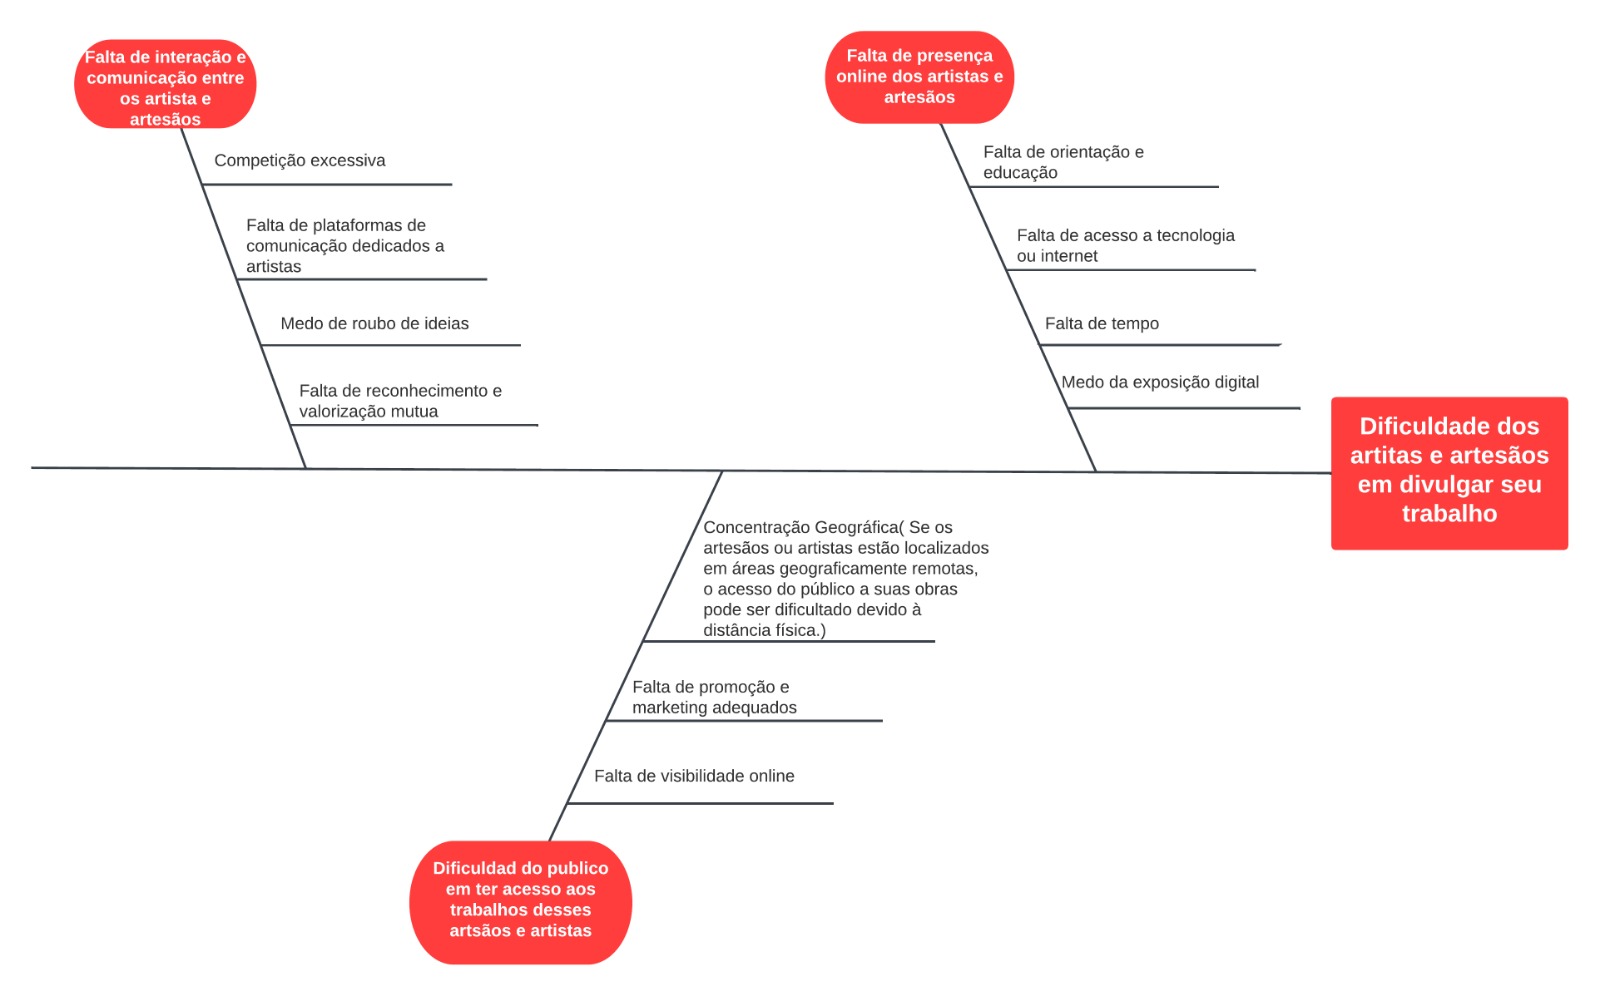 Falta de interação e
comunicação entre
os artista e
artesãos
Competição excessiva
Falta de plataformas de
comunicação dedicados a
artistas
Medo de roubo de ideias
Falta de reconhecimento e
valorização mutua
Falta de presença
online dos artistas e
artesãos
Falta de orientação e
educação
Falta de acesso a tecnologia
ou internet
Falta de tempo
Medo da exposição digital
Dificuldade dos
artitas e artesãos
em divulgar seu
trabalho
Concentração Geográfica( Se os
artesãos ou artistas estão localizados
em áreas geograficamente remotas,
o acesso do público a suas obras
pode ser dificultado devido à
distância física.)
Falta de promoção e
marketing adequados
Falta de visibilidade online
Dificuldad do publico
em ter acesso aos
trabalhos desses
artsãos e artistas